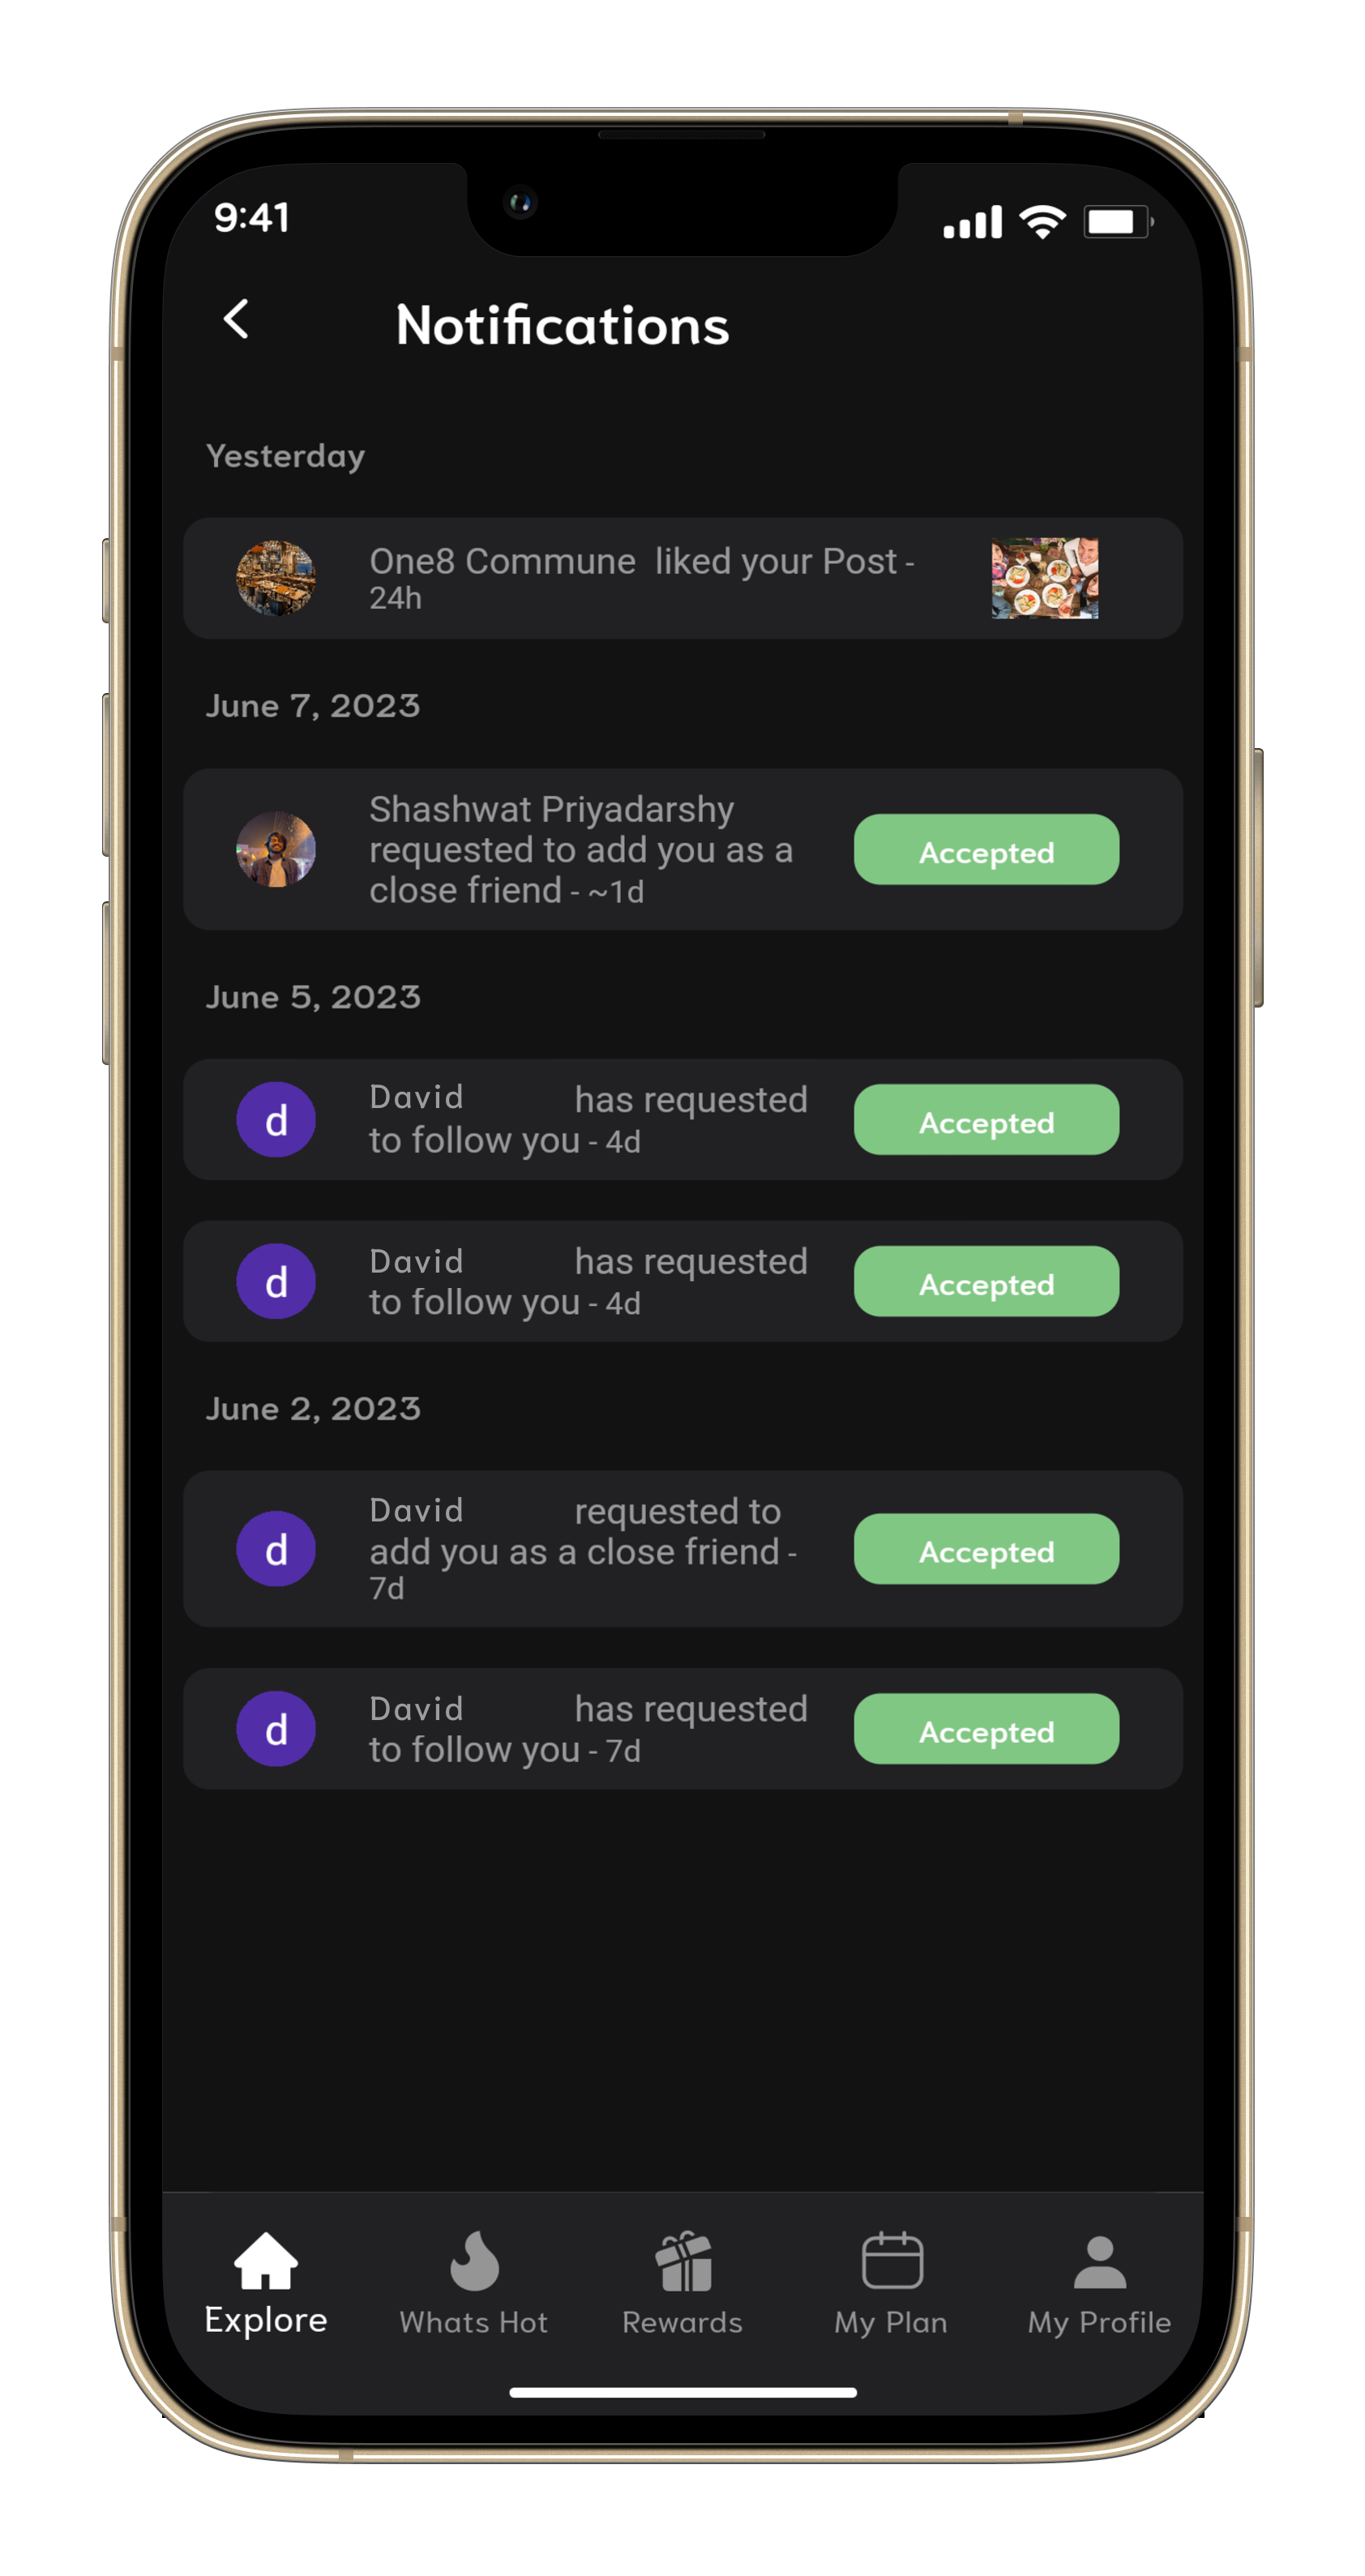 9:41
Notifications
Yesterday
One8 Commune liked your Post -
24h
June 7, 2023
Shashwat Priyadarshy
requested to add you as a
close friend - ~1d
Accepted
June 5, 2023
d
David has requested
to follow you - 4d
Accepted
d
David has requested
to follow you - 4d
Accepted
June 2, 2023
d
David requested to
add you as a close friend -
7d
Accepted
d
David has requested
to follow you - 7d
Accepted
Explore
Whats Hot
Rewards
My Plan
My Profile